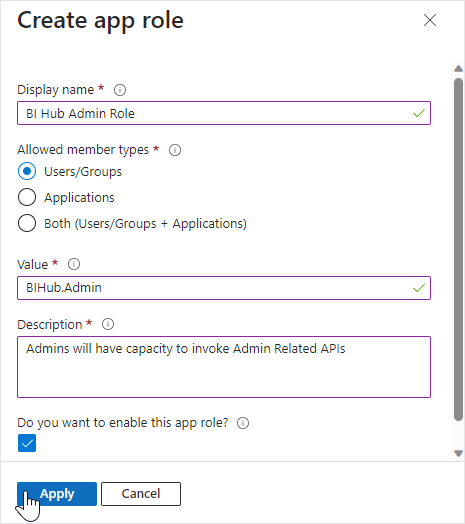 Create app role
Display name *
BI Hub Admin Role
Allowed member types *
Users/Groups
Applications
Both (Users/Groups + Applications)
Value *
BIHub.Admin
Description *
Admins will have capacity to invoke Admin Related APIs
Do you want to enable this app role?
Apply
Cancel